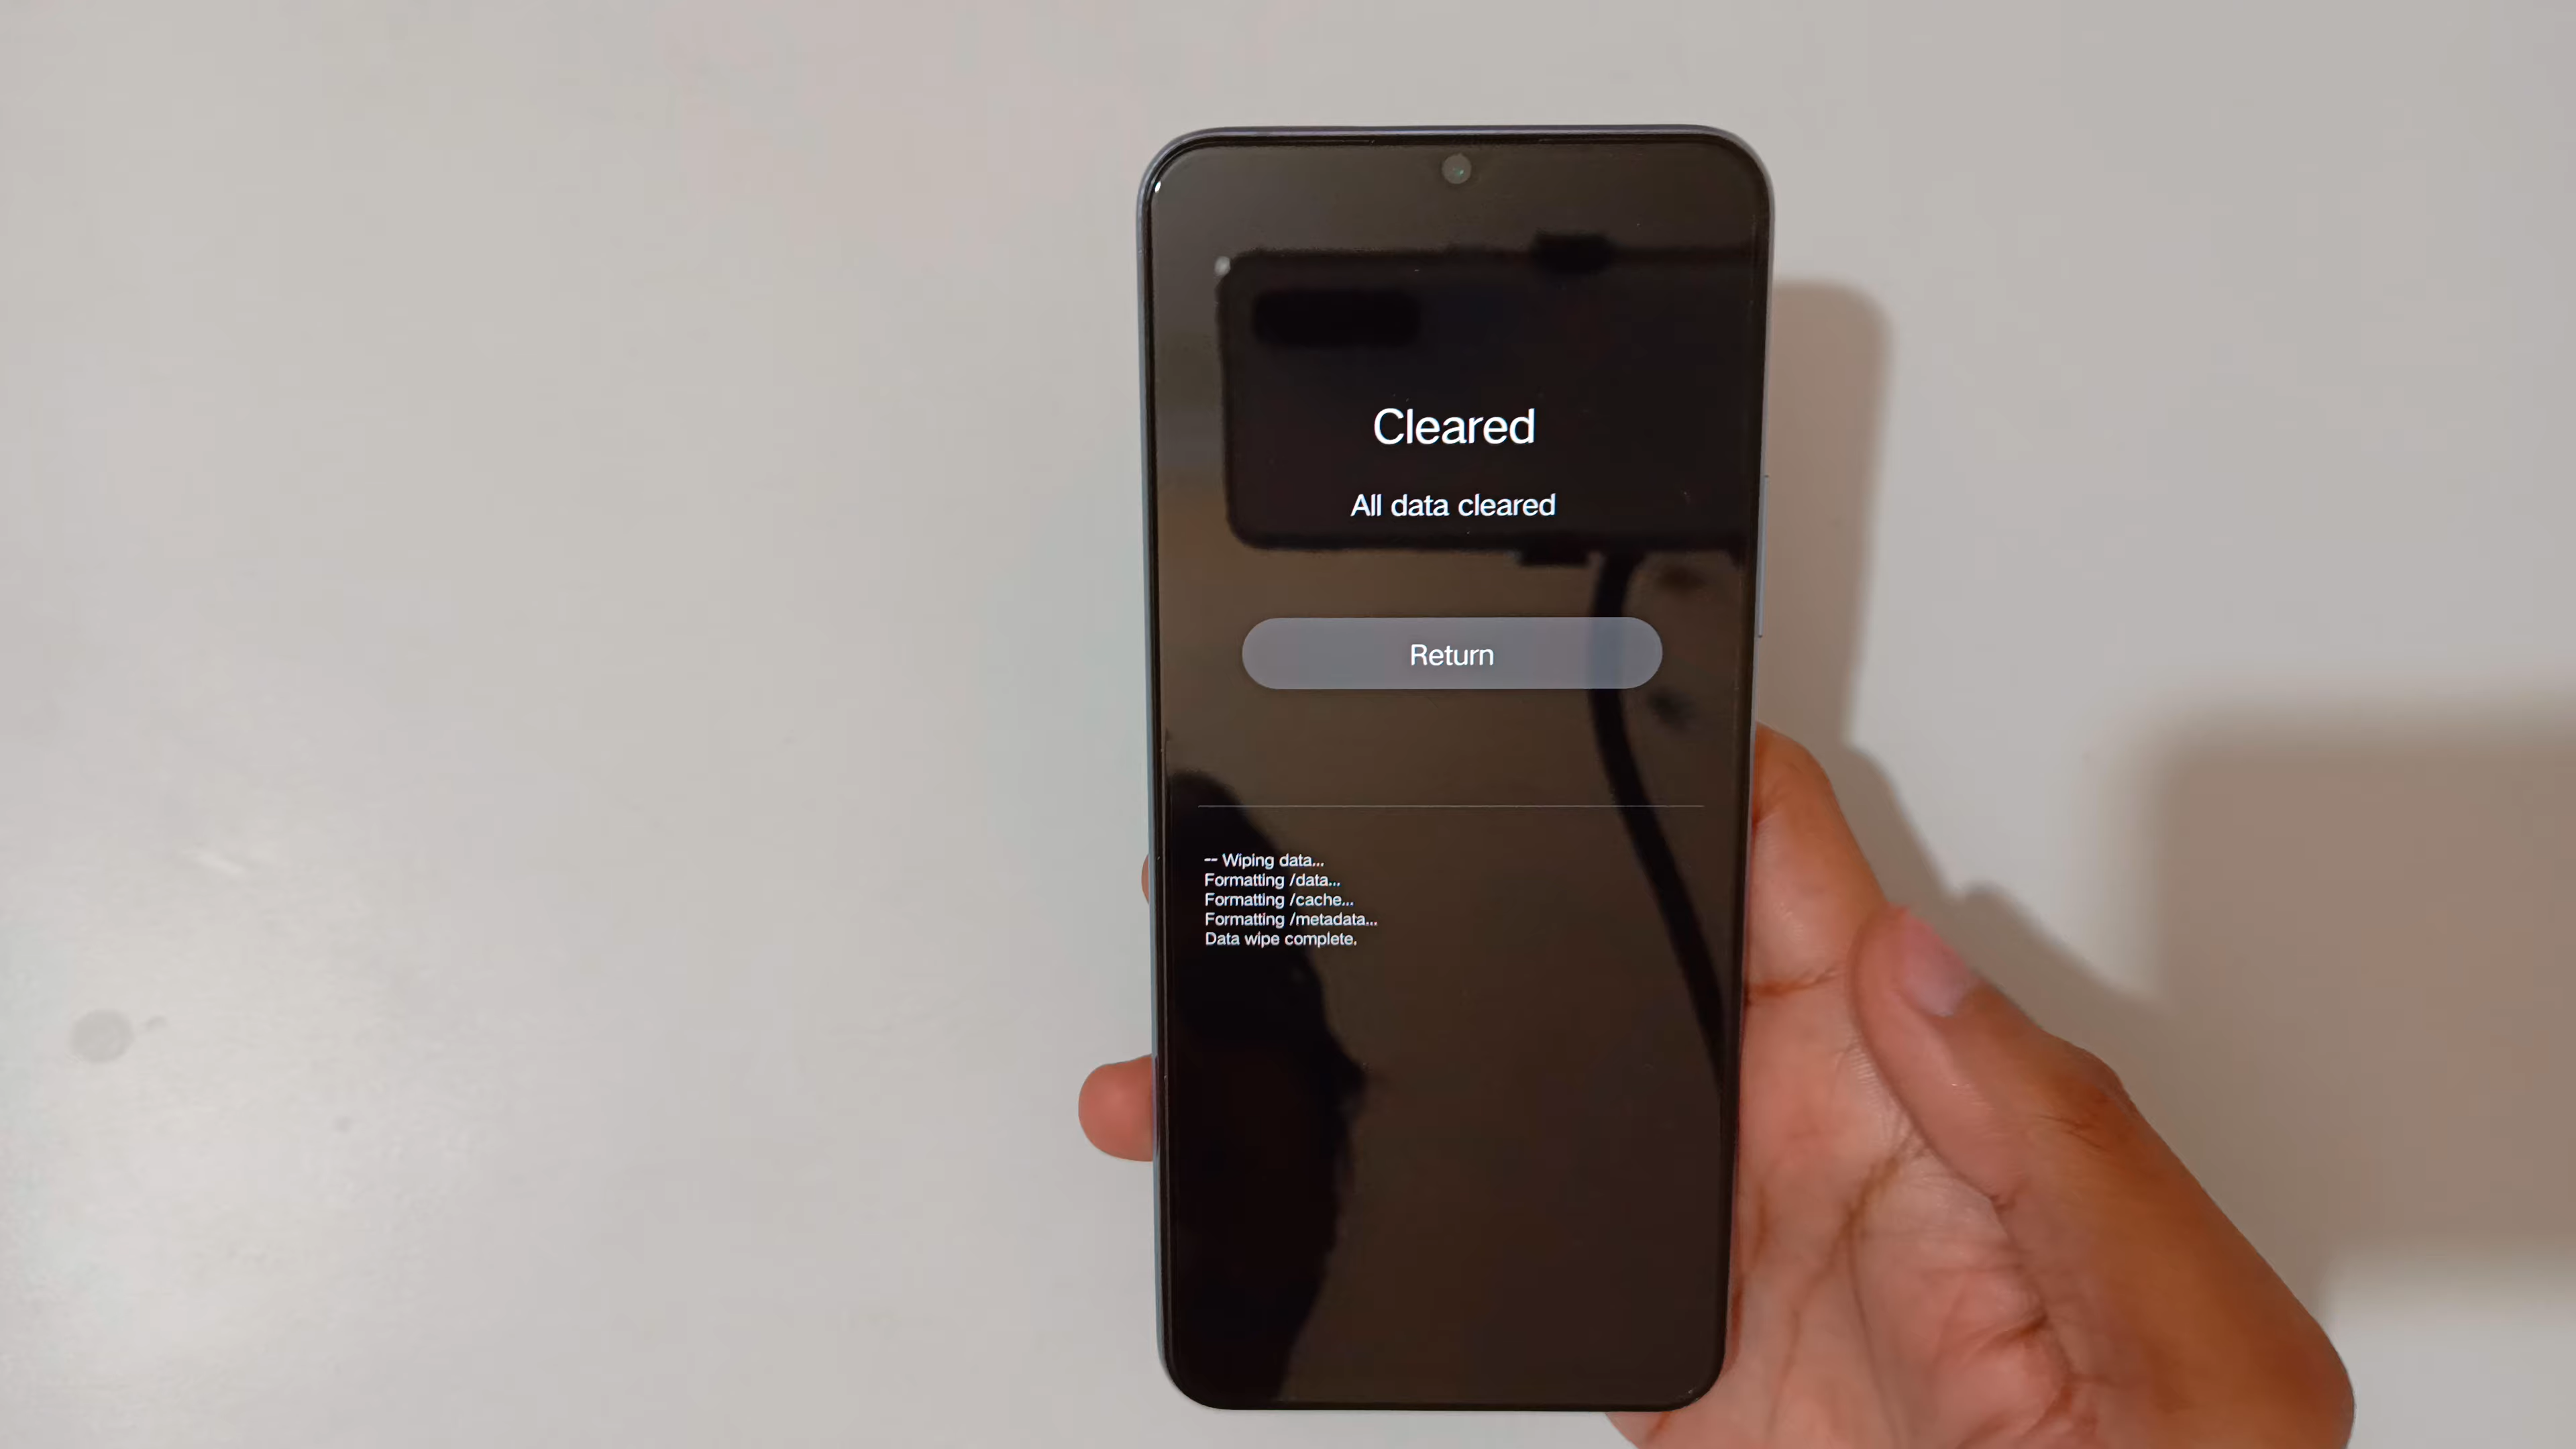 Cleared
All data cleared
Return
-- Wiping data...
Formatting /data...
Formatting /cache...
Formatting /metadata...
Data wipe complete.